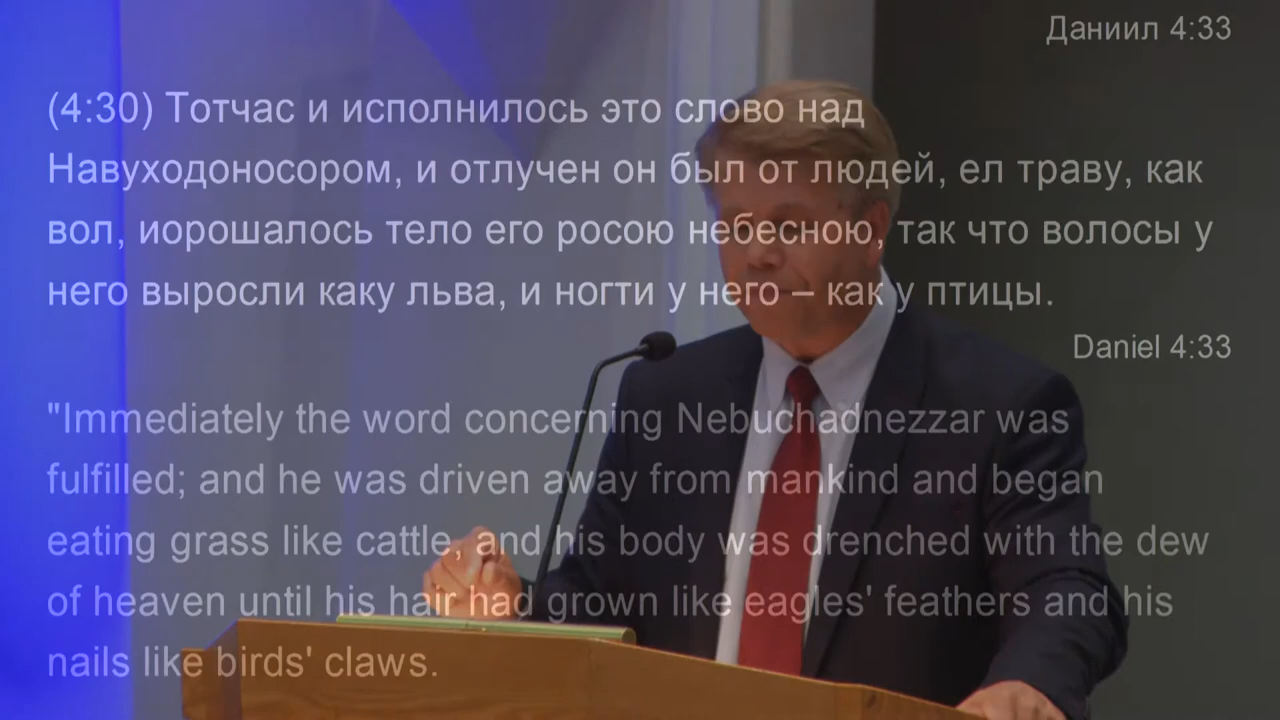 Даниил 4:33
(4:30) Тотчас и исполнилось это слово над
Навуходоносором, и отлучен он был от людей, ел траву, как
вол, иорошалось тело его росою небесною, так что волосы у
него выросли каку льва, и ногти у него – как у птицы.
Daniel 4:33
"Immediately the word concerning Nebuchadnezzar was
fulfilled; and he was driven away from mankind and began
eating grass like cattle, and his body was drenched with the dew
of heaven until his hair had grown like eagles' feathers and his
nails like birds' claws.